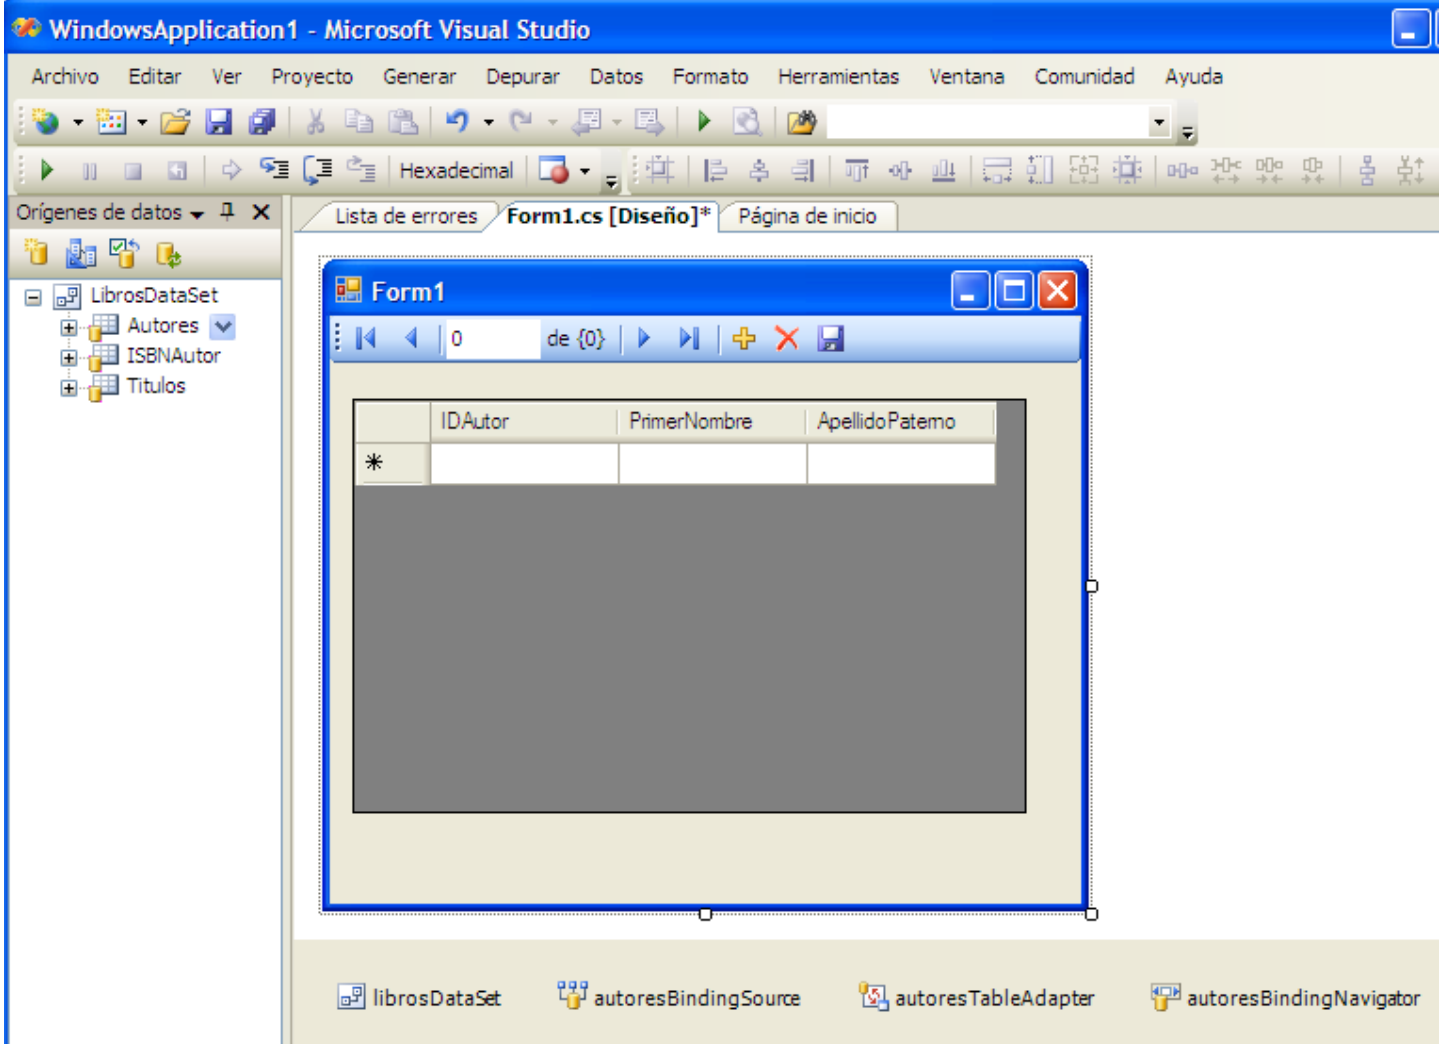 WindowsApplication1 - Microsoft Visual Studio
Archivo Editar Ver Proyecto Generar Depurar Datos Formato Herramientas Ventana Comunidad Ayuda
Hexadecimal
Orígenes de datos
Lista de errores Form1.cs [Diseño]* Página de inicio
LibrosDataSet
Autores
ISBNAutor
Titulos
Form1
0 de {0}
IDAutor PrimerNombre ApellidoPaterno
librosDataSet autoresBindingSource autoresTableAdapter autoresBindingNavigator